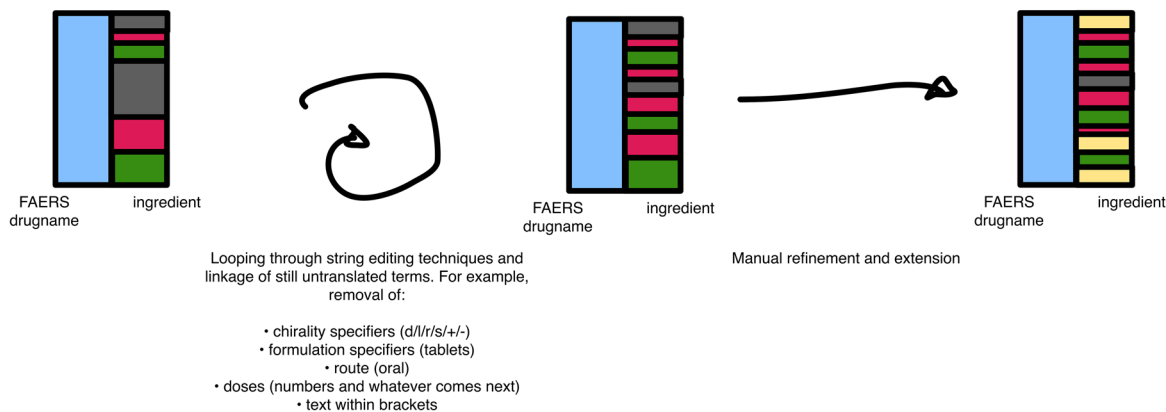 FAERS
drugname
ingredient
FAERS
drugname
ingredient
FAERS
drugname
ingredient
Looping through string editing techniques and
linkage of still untranslated terms. For example,
removal of:
• chirality specifiers (d/l/r/s/+/-)
• formulation specifiers (tablets)
• route (oral)
• doses (numbers and whatever comes next)
• text within brackets
Manual refinement and extension